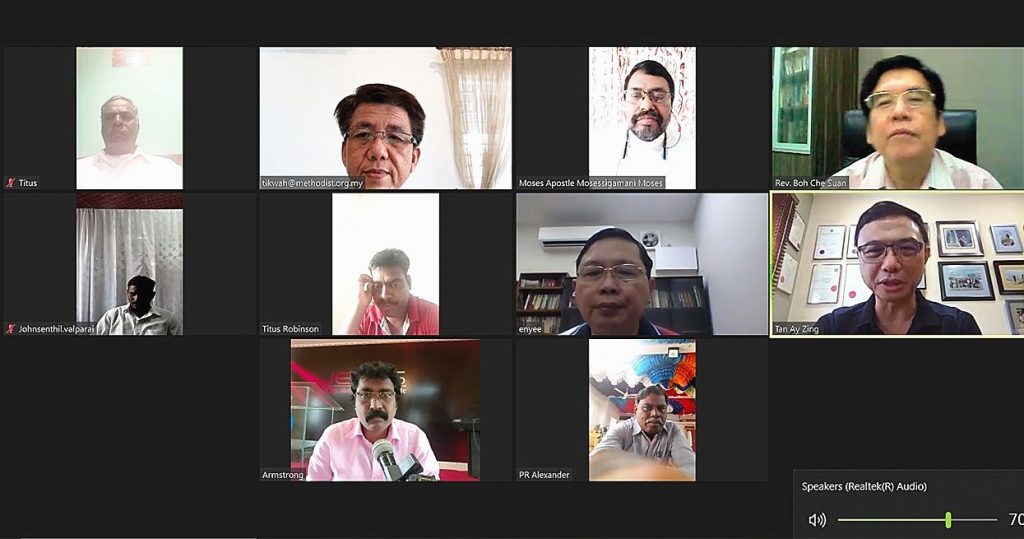 Titus
tikwah@methodist.org.my
Moses Apostle Mosessigamani Moses
Rev. Boh Che Suan
Johnsenthil.valparai
Titus Robinson
enyee
Tan Ay Zing
Armstrong
PR Alexander
Speakers (Realtek(R) Audio)
70